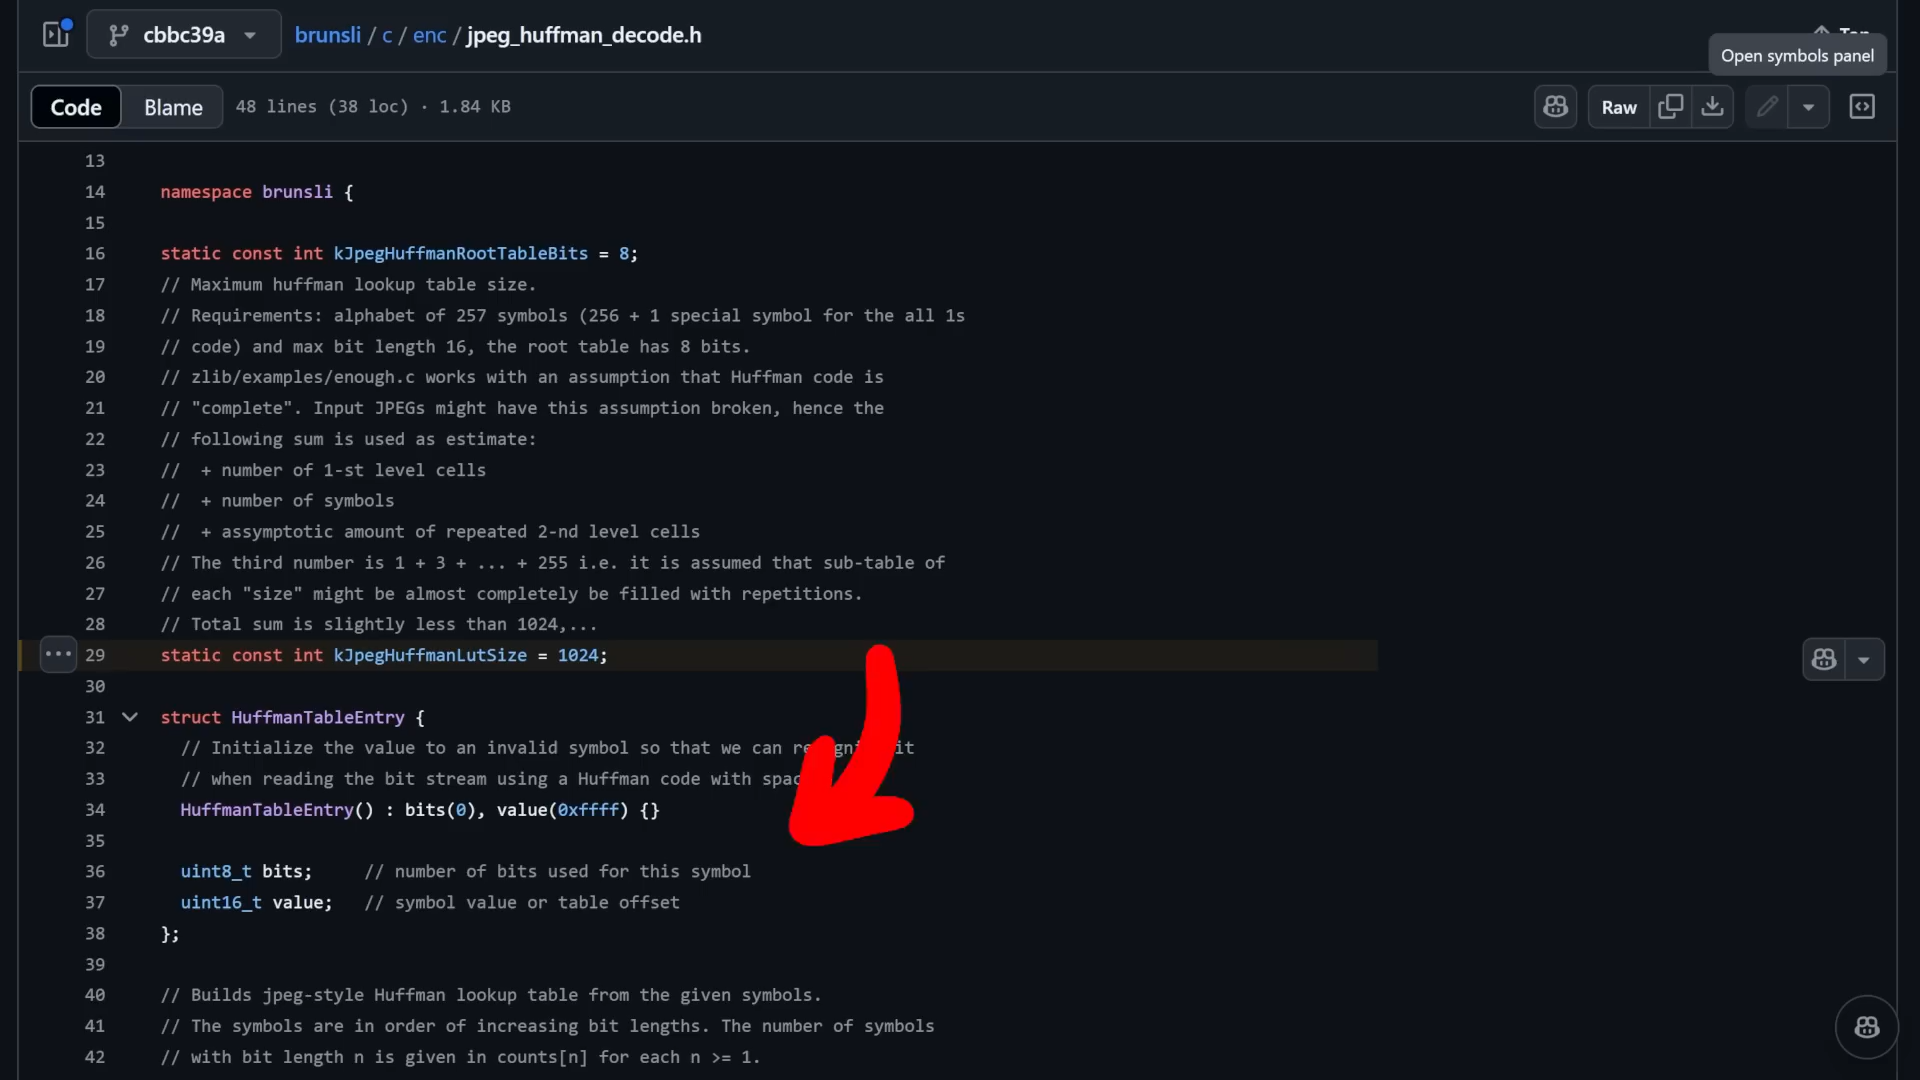 cbbc39a
brunsli / c / enc / jpeg_huffman_decode.h
Open symbols panel
Code Blame 48 lines (38 loc) · 1.84 KB
Raw
13
14 namespace brunsli {
15
16 static const int kJpegHuffmanRootTableBits = 8;
17 // Maximum huffman lookup table size.
18 // Requirements: alphabet of 257 symbols (256 + 1 special symbol for the all 1s
19 // code) and max bit length 16, the root table has 8 bits.
20 // zlib/examples/enough.c works with an assumption that Huffman code is
21 // "complete". Input JPEGs might have this assumption broken, hence the
22 // following sum is used as estimate:
23 //  + number of 1-st level cells
24 //  + number of symbols
25 //  + assymptotic amount of repeated 2-nd level cells
26 // The third number is 1 + 3 + ... + 255 i.e. it is assumed that sub-table of
27 // each "size" might be almost completely be filled with repetitions.
28 // Total sum is slightly less than 1024,...
29 static const int kJpegHuffmanLutSize = 1024;
30
31 struct HuffmanTableEntry {
32 // Initialize the value to an invalid symbol so that we can it
33 // when reading the bit stream using a Huffman code with
34 HuffmanTableEntry() : bits(0), value(0xffff) {}
35
36 uint8_t bits;     // number of bits used for this symbol
37 uint16_t value;   // symbol value or table offset
38 };
39
40 // Builds jpeg-style Huffman lookup table from the given symbols.
41 // The symbols are in order of increasing bit lengths. The number of symbols
42 // with bit length n is given in counts[n] for each n >= 1.